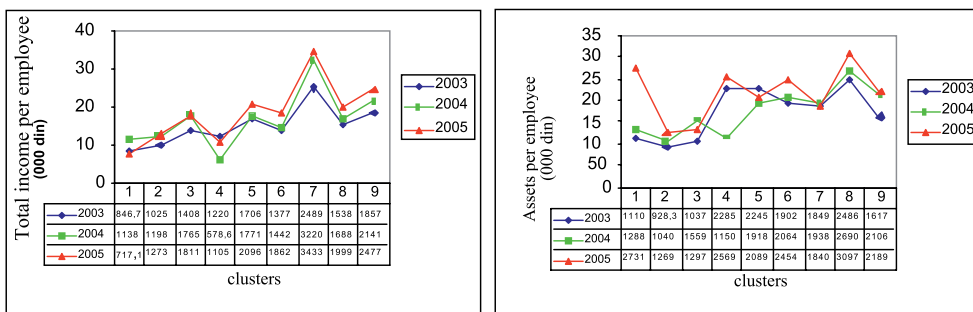 Total income per employee
(000 din)
40
30
20
10
0
2003
2004
2005
1 2 3 4 5 6 7 8 9
2003 846,7 1025 1408 1220 1706 1377 2489 1538 1857
2004 1138 1198 1765 578,6 1771 1442 3220 1688 2141
2005 717,1 1273 1811 1105 2096 1862 3433 1999 2477
clusters
Assets per employee
(000 din)
35
30
25
20
15
10
50
0
2003
2004
2005
1 2 3 4 5 6 7 8 9
2003 1110 928,3 1037 2285 2245 1902 1849 2486 1617
2004 1288 1040 1559 1150 1918 2064 1938 2690 2106
2005 2731 1269 1297 2569 2089 2454 1840 3097 2189
clusters